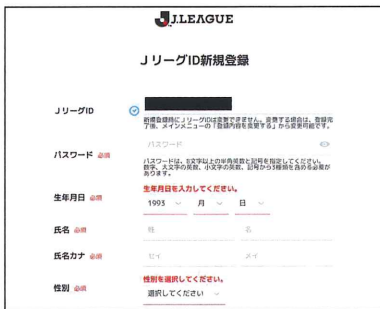 J.LEAGUE
JリーグID新規登録
JリーグID
新規登録時にJリーグIDは変更できません。変更する場合は、登録完
了後、メインメニューの「登録内容を変更する」から変更可能です。
パスワード 必須
パスワード
パスワードは、8文字以上の半角英数と記号を指定してください。
数字、大文字の英数、小文字の英数、記号から3種類を含める必要が
あります。
生年月日を入力してください。
生年月日 必須
1993 月 日
氏名 必須 姓 名
氏名カナ 必須 セイ メイ
性別を選択してください。
性別 必須
選択してください